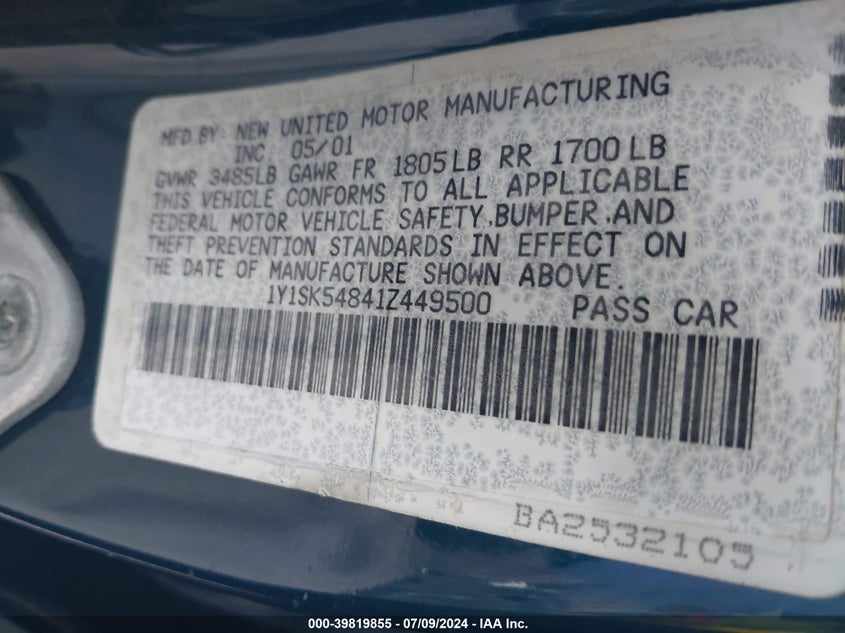 MFD BY: NEW UNITED MOTOR MANUFACTURING
INC 05/01
GVWR 3485LB GAWR FR 1805LB RR 1700LB
THIS VEHICLE CONFORMS TO ALL APPLICABLE
FEDERAL MOTOR VEHICLE SAFETY,BUMPER,AND
THEFT PREVENTION STANDARDS IN EFFECT ON
THE DATE OF MANUFACTURE SHOWN ABOVE.
1Y1SK54841Z449500 PASS CAR
BA2532105
000-39819855 / 07/09/2024 - IAA Inc.